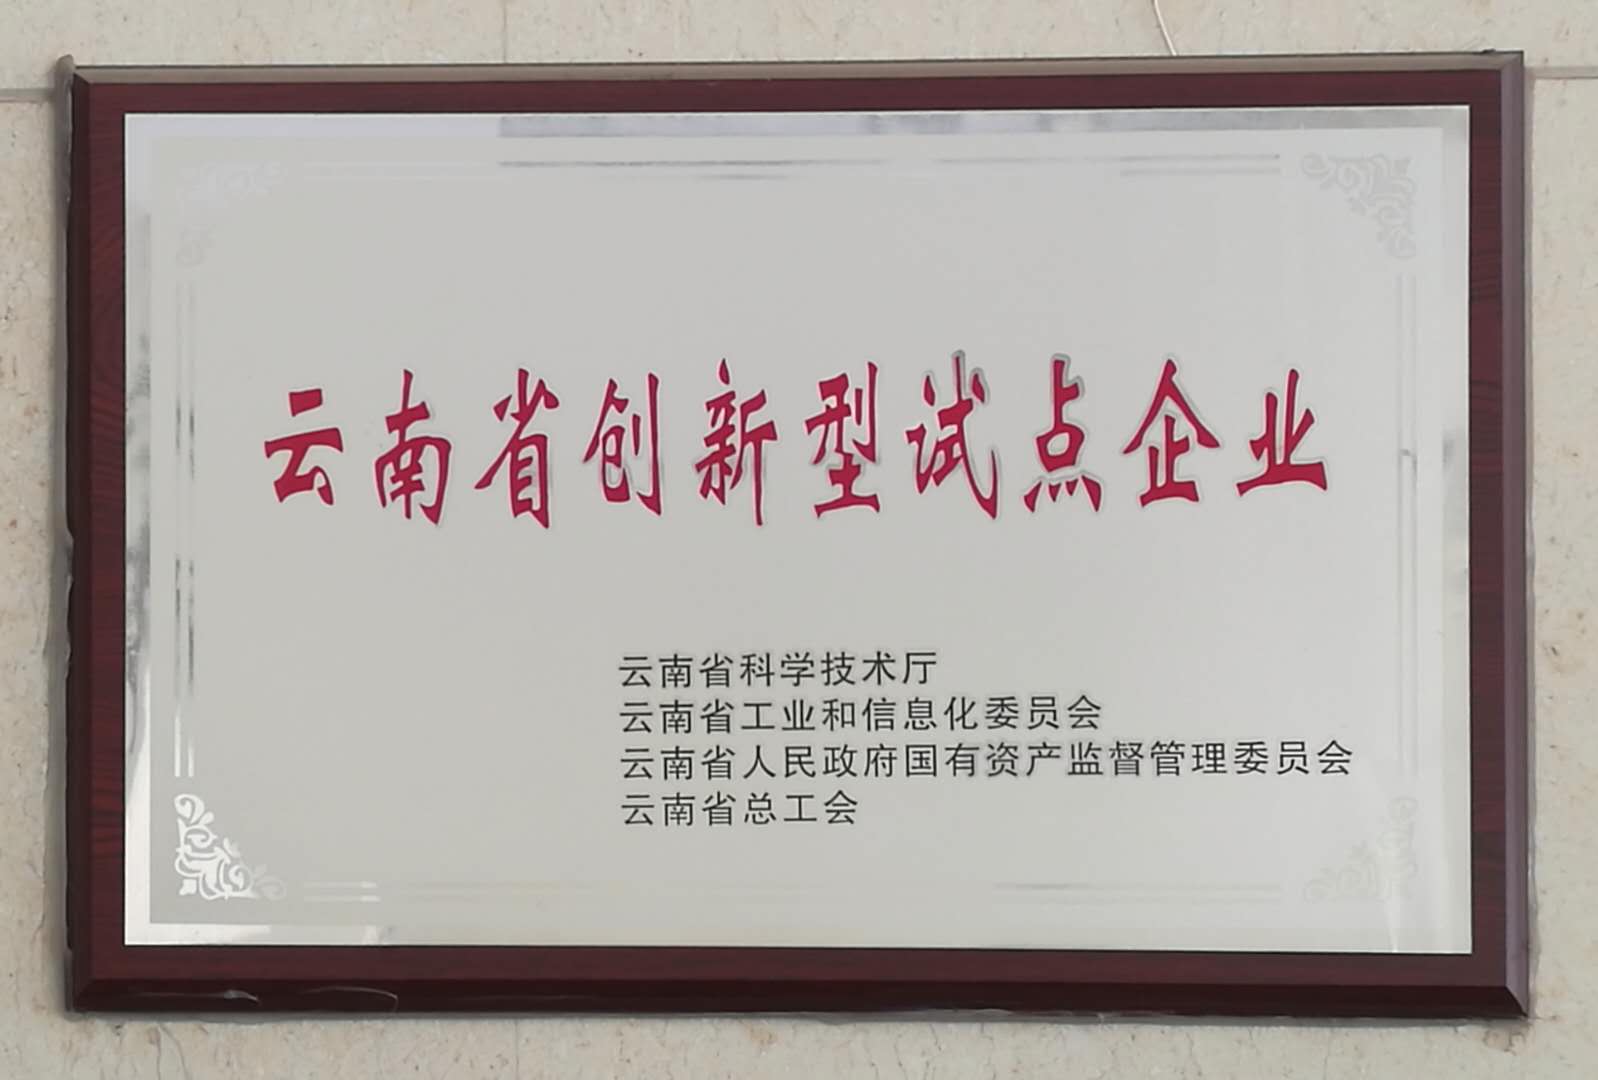 云南省创新型试点企业
云南省科学技术厅
云南省工业和信息化委员会
云南省人民政府国有资产监督管理委员会
云南省总工会